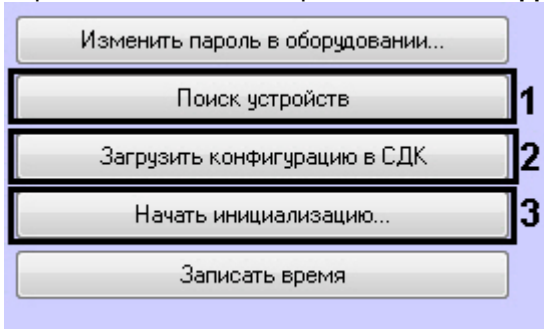 Изменить пароль в оборудовании...
Поиск устройств 1
Загрузить конфигурацию в СДК 2
Начать инициализацию... 3
Записать время